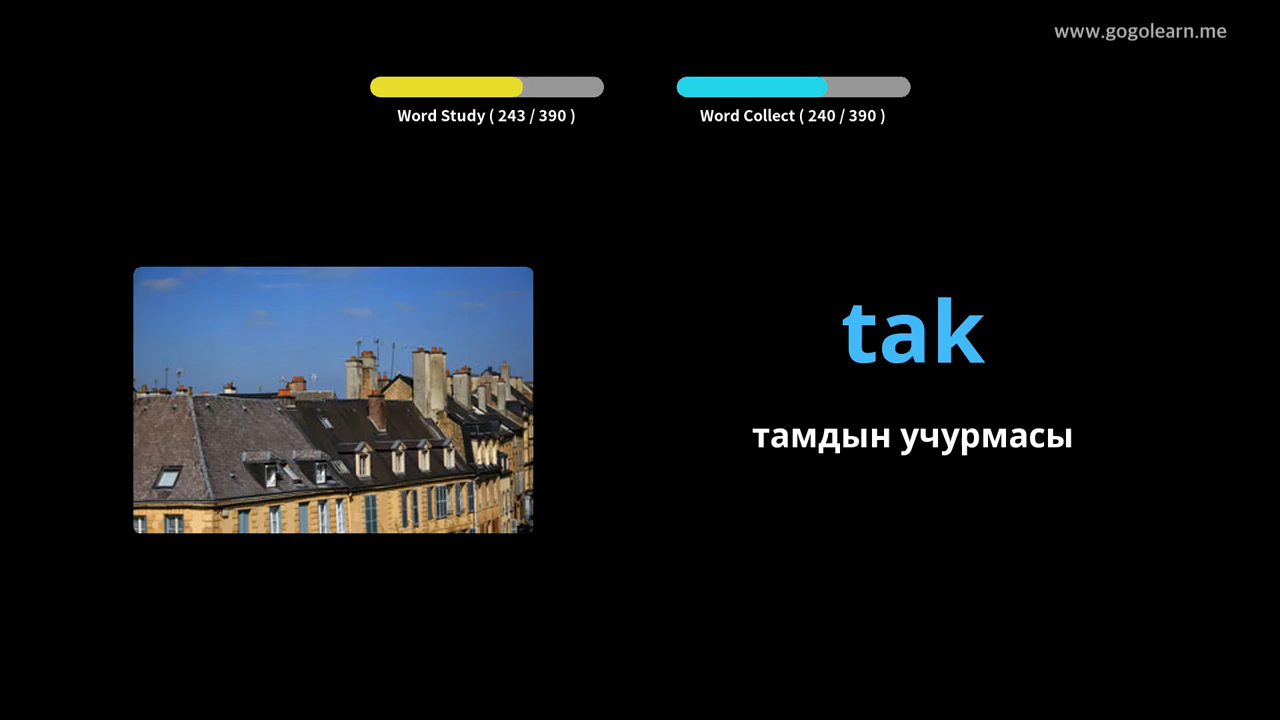 www.gogolearn.me
Word Study ( 243 / 390 )
Word Collect ( 240 / 390 )
tak
тамдын учурмасы